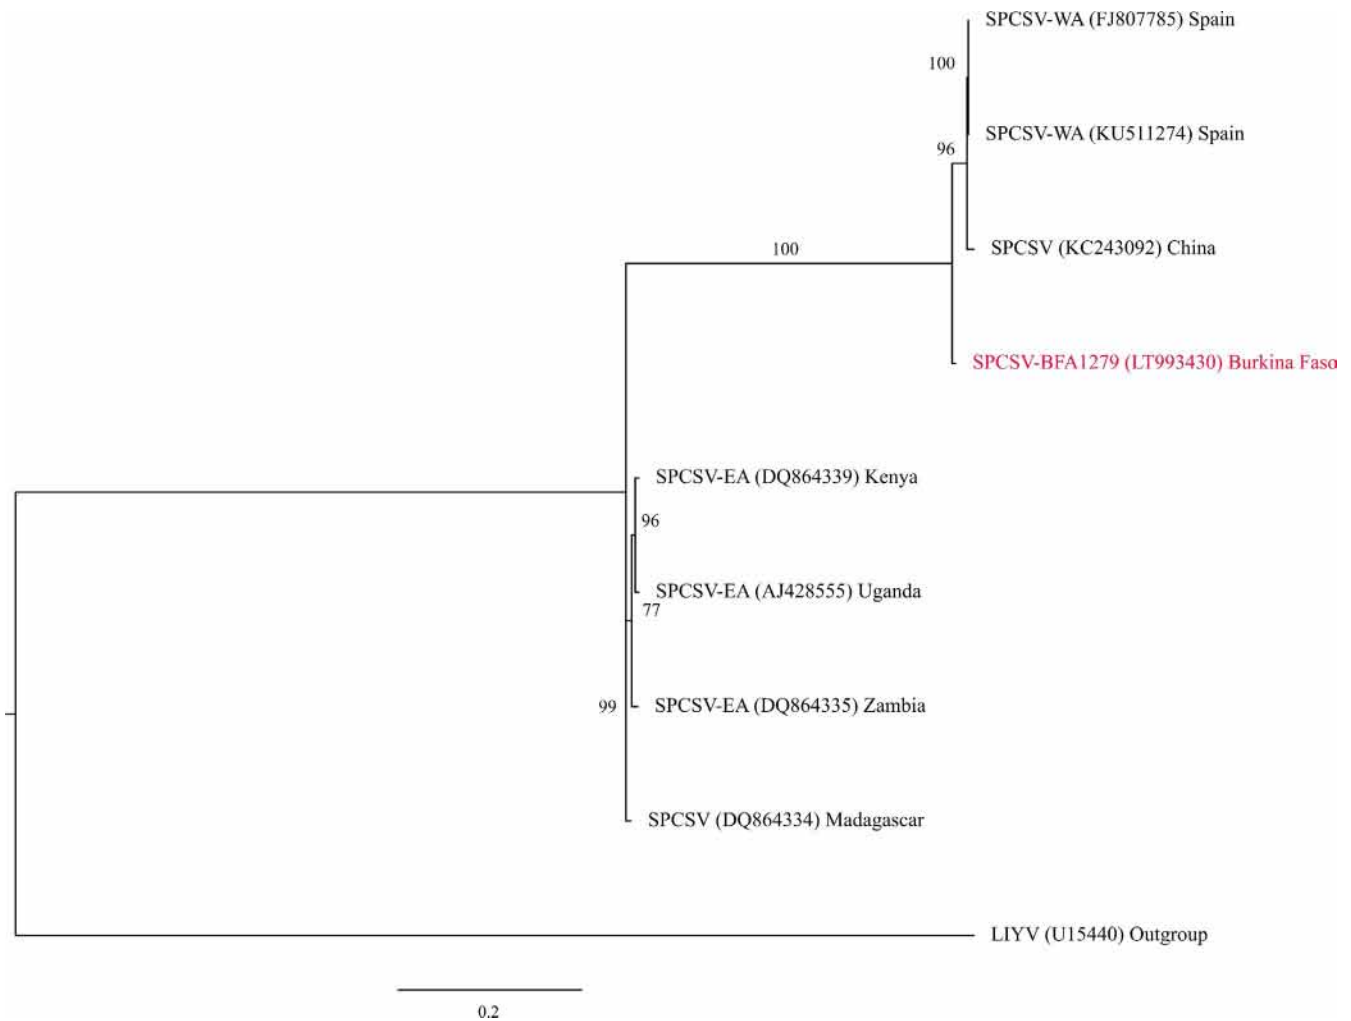 SPCSV-WA (FJ807785) Spain
100
SPCSV-WA (KU511274) Spain
96
100
SPCSV (KC243092) China
SPCSV-BFA1279 (LT993430) Burkina Faso
SPCSV-EA (DQ864339) Kenya
96
SPCSV-EA (AJ428555) Uganda
77
99
SPCSV-EA (DQ864335) Zambia
SPCSV (DQ864334) Madagascar
LIYV (U15440) Outgroup
0.2